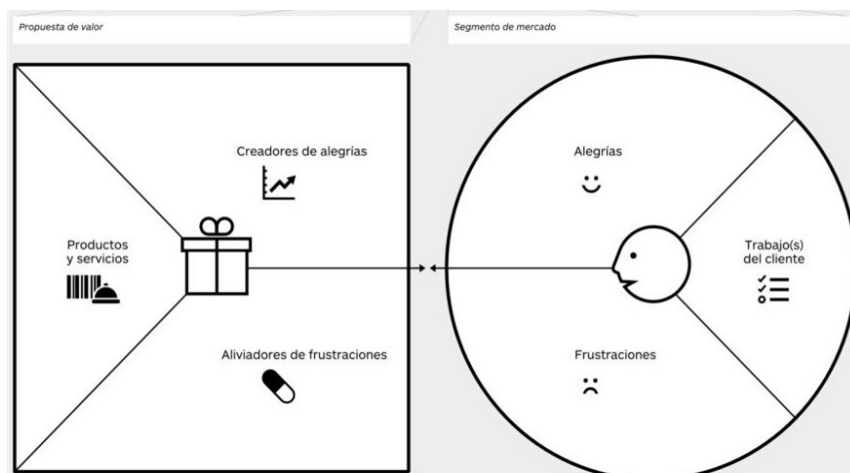 Propuesta de valor
Segmento de mercado
Creadores de alegrías
Productos
y servicios
Aliviadores de frustraciones
Alegrías
Trabajo(s)
del cliente
Frustraciones